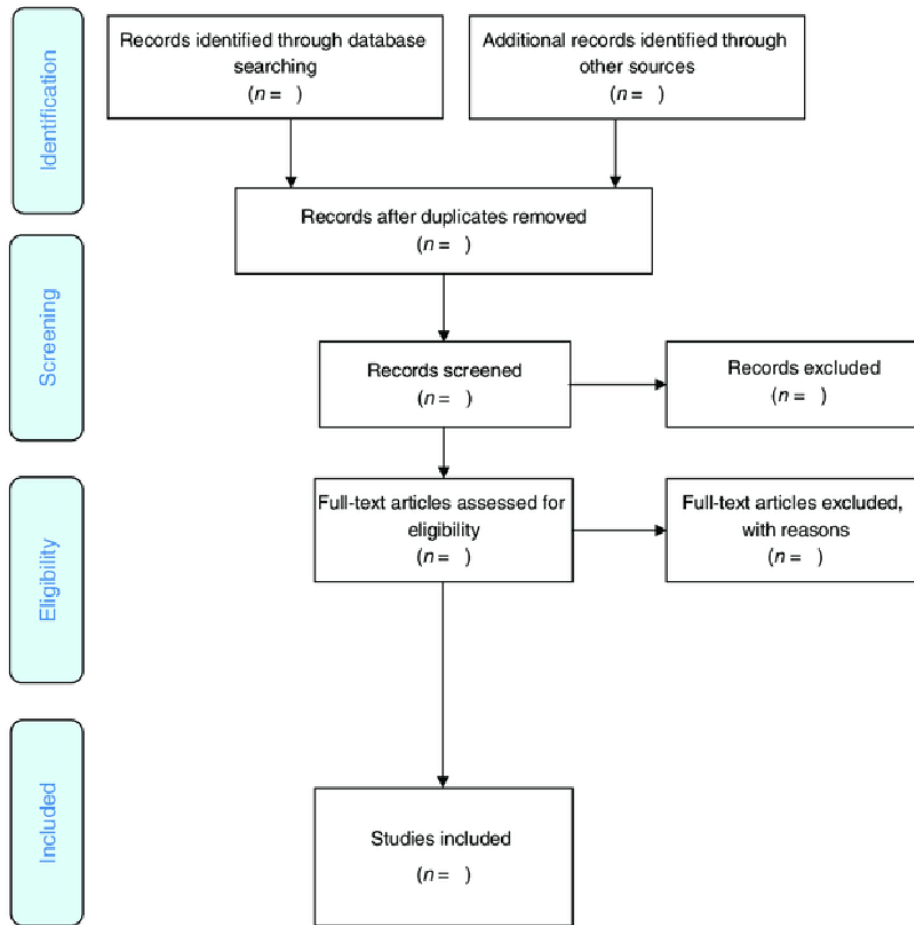 Identification
Records identified through database
searching
(n = )
Additional records identified through
other sources
(n = )
Records after duplicates removed
(n = )
Screening
Records screened
(n = )
Records excluded
(n = )
Eligibility
Full-text articles assessed for
eligibility
(n = )
Full-text articles excluded,
with reasons
(n = )
Included
Studies included
(n = )